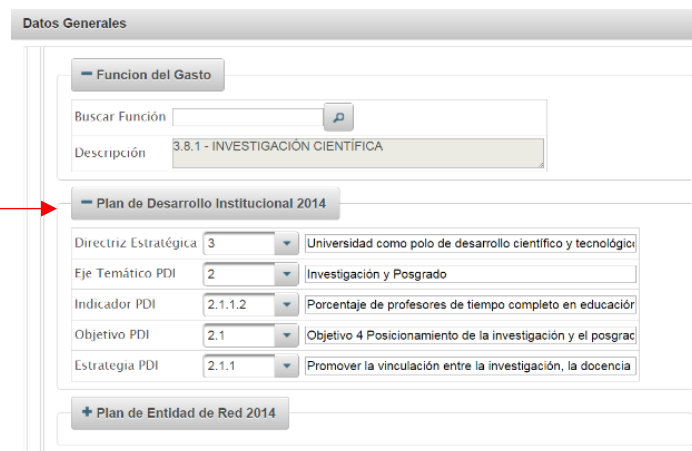 Datos Generales
Funcion del Gasto
Buscar Función
Descripción 3.8.1 - INVESTIGACIÓN CIENTÍFICA
Plan de Desarrollo Institucional 2014
Directriz Estratégica 3 Universidad como polo de desarrollo científico y tecnológico
Eje Temático PDI 2 Investigación y Posgrado
Indicador PDI 2.1.1.2 Porcentaje de profesores de tiempo completo en educación
Objetivo PDI 2.1 Objetivo 4 Posicionamiento de la investigación y el posgrad
Estrategia PDI 2.1.1 Promover la vinculación entre la investigación, la docencia
Plan de Entidad de Red 2014